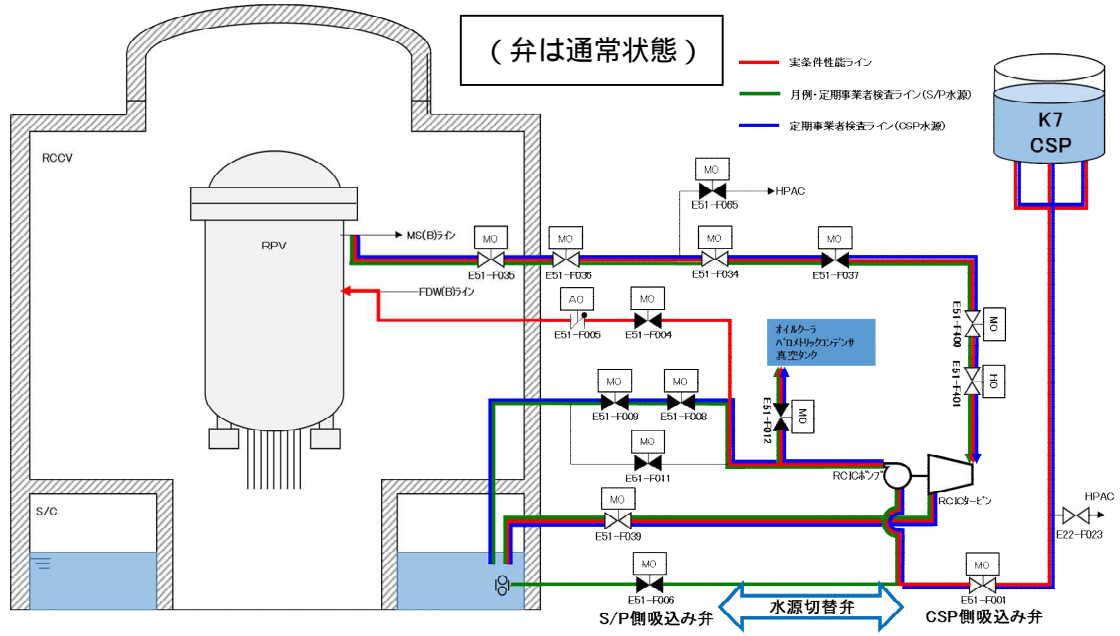 (弁は通常状態)
実条件性能ライン
月例・定期事業者検査ライン(S/P水源)
定期事業者検査ライン(CSP水源)
K7
CSP
RCCV
MO
HPAC
E51-F065
MS(B)ライン
RPV
MO
E51-F035
MO
E51-F036
MO
E51-F034
MO
E51-F037
FDW(B)ライン
AO
E51-F005
MO
E51-F004
オイルクーラ
バロメトリックコンデンサ
真空タンク
E51-F400
MO
E51-F401
HO
MO
E51-F009
MO
E51-F008
E51-F012
MO
MO
E51-F011
RCICポンプ
RCICタービン
S/C
MO
E51-F039
HPAC
E22-F023
MO
E51-F006
MO
E51-F001
S/P側吸込み弁
水源切替弁
CSP側吸込み弁